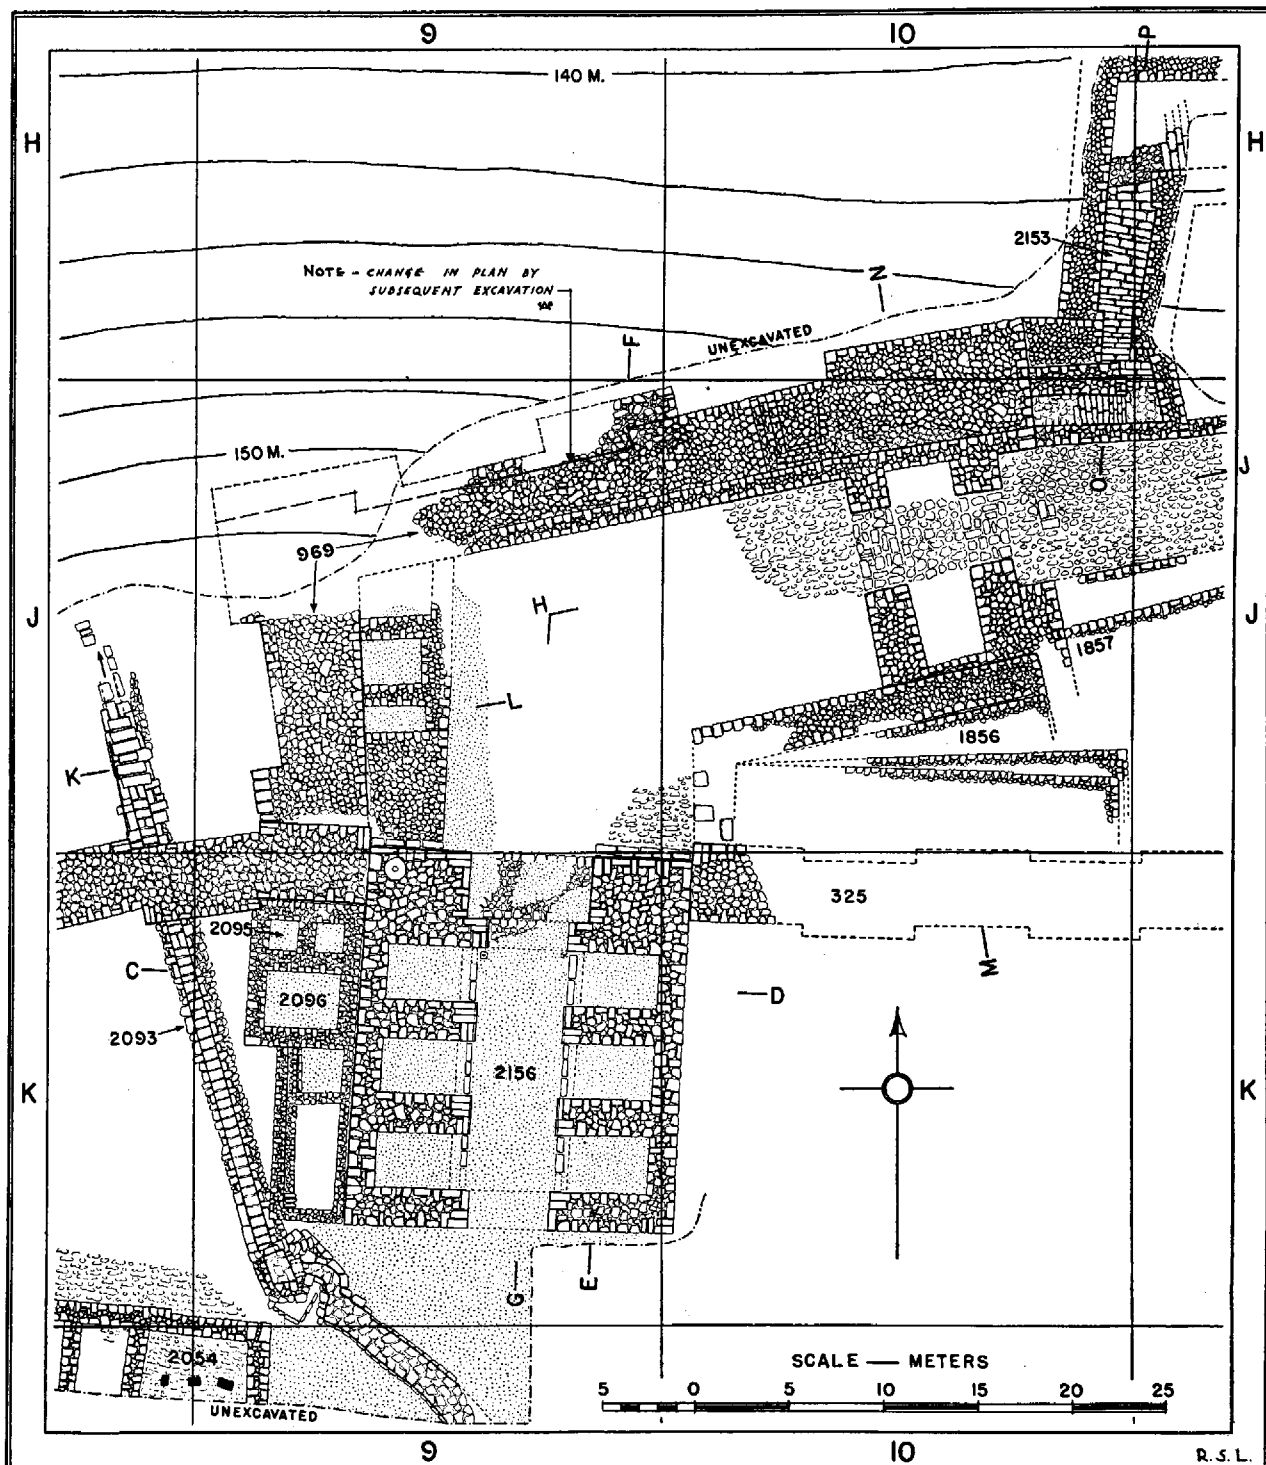 9 10
P
140 M.
H H
2153
NOTE - CHANGE IN PLAN BY
SUBSEQUENT EXCAVATION
N
UNEXCAVATED
F
150 M.
J
O
969
H
J J
1857
L
1856
K
325
2095
C
M
2096
D
2093
2156
K K
G E
SCALE — METERS
2054
5 0 5 10 15 20 25
UNEXCAVATED
9 10
R.S.L.